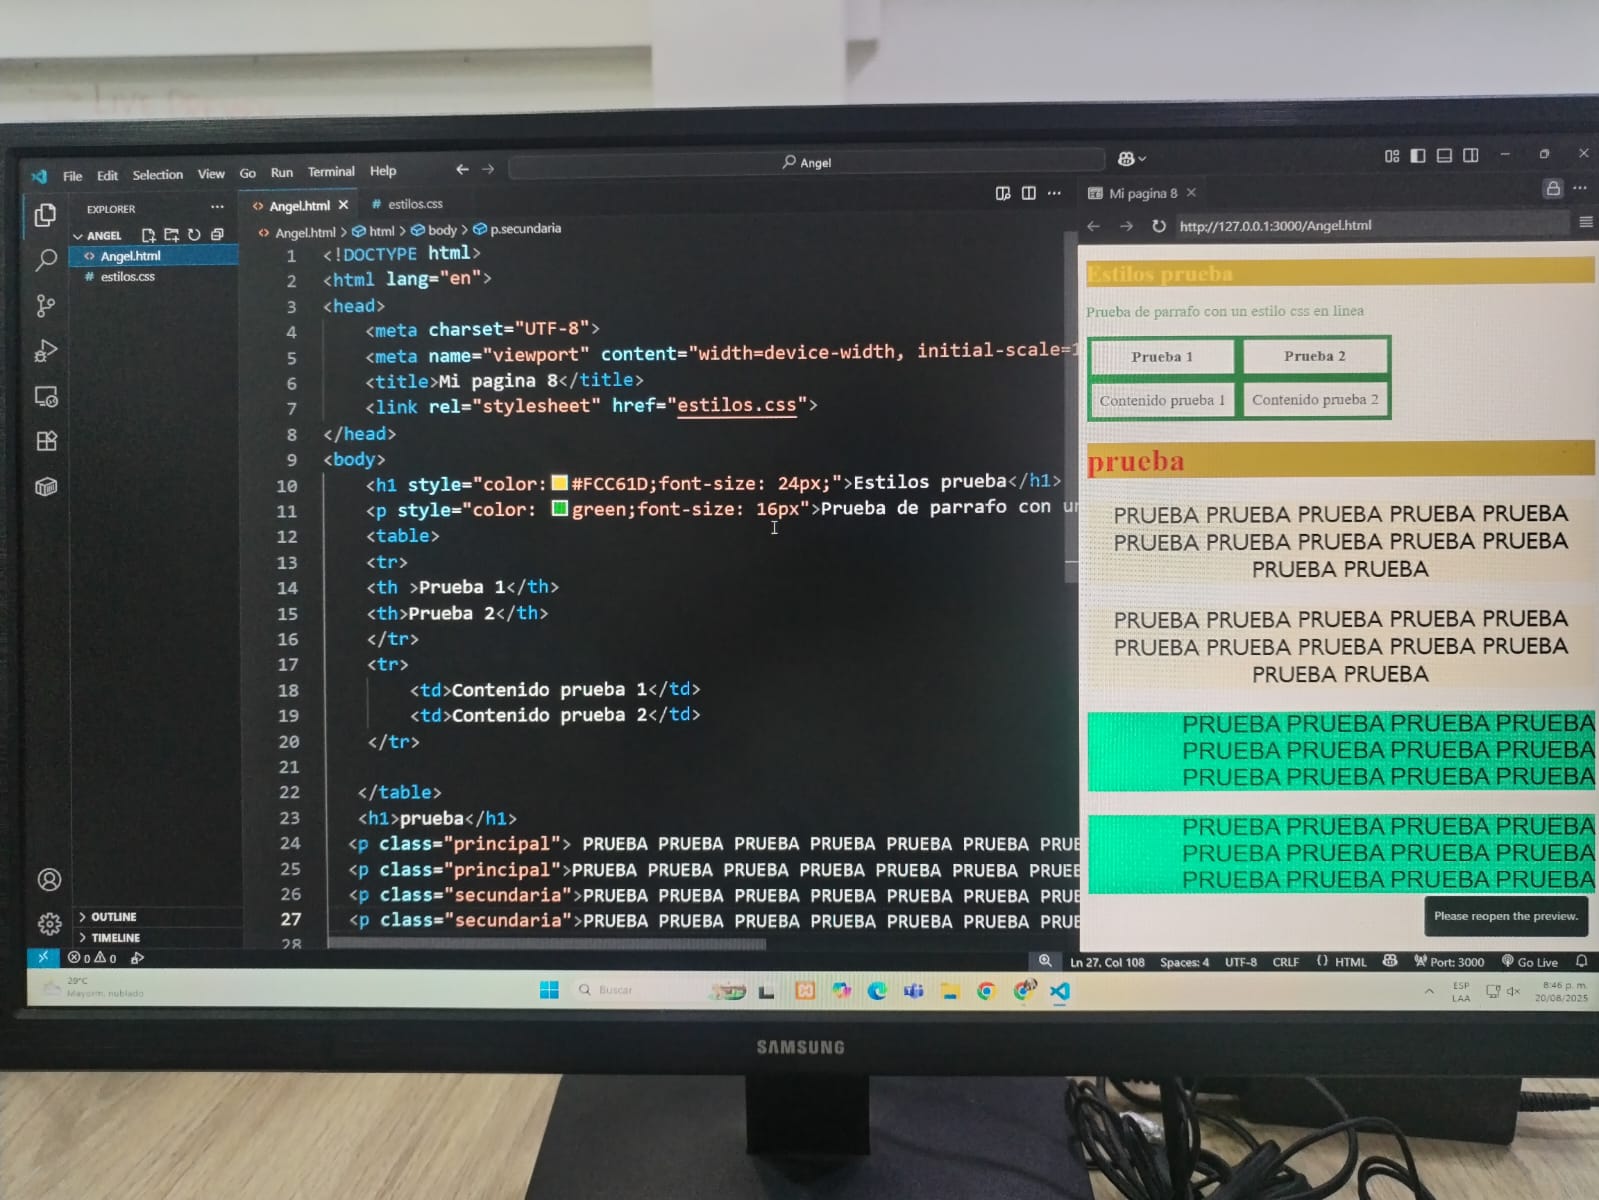 File Edit Selection View Go Run Terminal Help
Angel
EXPLORER
Angel.html
estilos.css
Mi pagina 8
ANGEL
Angel.html
estilos.css
Angel.html > html > body > p.secundaria
http://127.0.0.1:3000/Angel.html
1 <!DOCTYPE html>
2 <html lang="en">
3 <head>
4 <meta charset="UTF-8">
5 <meta name="viewport" content="width=device-width, initial-scale=1
6 <title>Mi pagina 8</title>
7 <link rel="stylesheet" href="estilos.css">
8 </head>
9 <body>
10 <h1 style="color:#FCC61D;font-size: 24px;">Estilos prueba</h1>
11 <p style="color: green;font-size: 16px">Prueba de parrafo con un
12 <table>
13 <tr>
14 <th >Prueba 1</th>
15 <th>Prueba 2</th>
16 </tr>
17 <tr>
18 <td>Contenido prueba 1</td>
19 <td>Contenido prueba 2</td>
20 </tr>
21
22 </table>
23 <h1>prueba</h1>
24 <p class="principal"> PRUEBA PRUEBA PRUEBA PRUEBA PRUEBA PRUEBA PRUE
25 <p class="principal">PRUEBA PRUEBA PRUEBA PRUEBA PRUEBA PRUEBA PRUEB
26 <p class="secundaria">PRUEBA PRUEBA PRUEBA PRUEBA PRUEBA PRUEBA PRUE
27 <p class="secundaria">PRUEBA PRUEBA PRUEBA PRUEBA PRUEBA PRUEBA PRUE
28
Estilos prueba
Prueba de parrafo con un estilo css en linea
Prueba 1 Prueba 2
Contenido prueba 1 Contenido prueba 2
prueba
PRUEBA PRUEBA PRUEBA PRUEBA PRUEBA
PRUEBA PRUEBA PRUEBA PRUEBA PRUEBA
PRUEBA PRUEBA
PRUEBA PRUEBA PRUEBA PRUEBA PRUEBA
PRUEBA PRUEBA PRUEBA PRUEBA PRUEBA
PRUEBA PRUEBA
PRUEBA PRUEBA PRUEBA PRUEBA
PRUEBA PRUEBA PRUEBA PRUEBA
PRUEBA PRUEBA PRUEBA PRUEBA
PRUEBA PRUEBA PRUEBA PRUEBA
PRUEBA PRUEBA PRUEBA PRUEBA
PRUEBA PRUEBA PRUEBA PRUEBA
Please reopen the preview.
OUTLINE
TIMELINE
0 0
Ln 27, Col 108 Spaces: 4 UTF-8 CRLF {} HTML Port: 3000 Go Live
29°C
Mayorm. nublado
Buscar
ESP
LAA
8:46 p. m.
20/08/2025
SAMSUNG